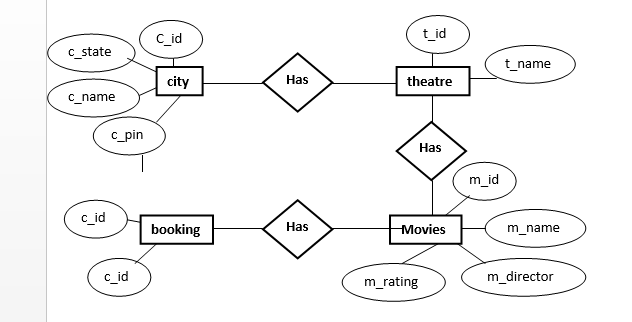 C_id
t_id
c_state
t_name
city
Has
theatre
c_name
c_pin
Has
m_id
c_id
booking
Has
Movies
m_name
c_id
m_rating
m_director